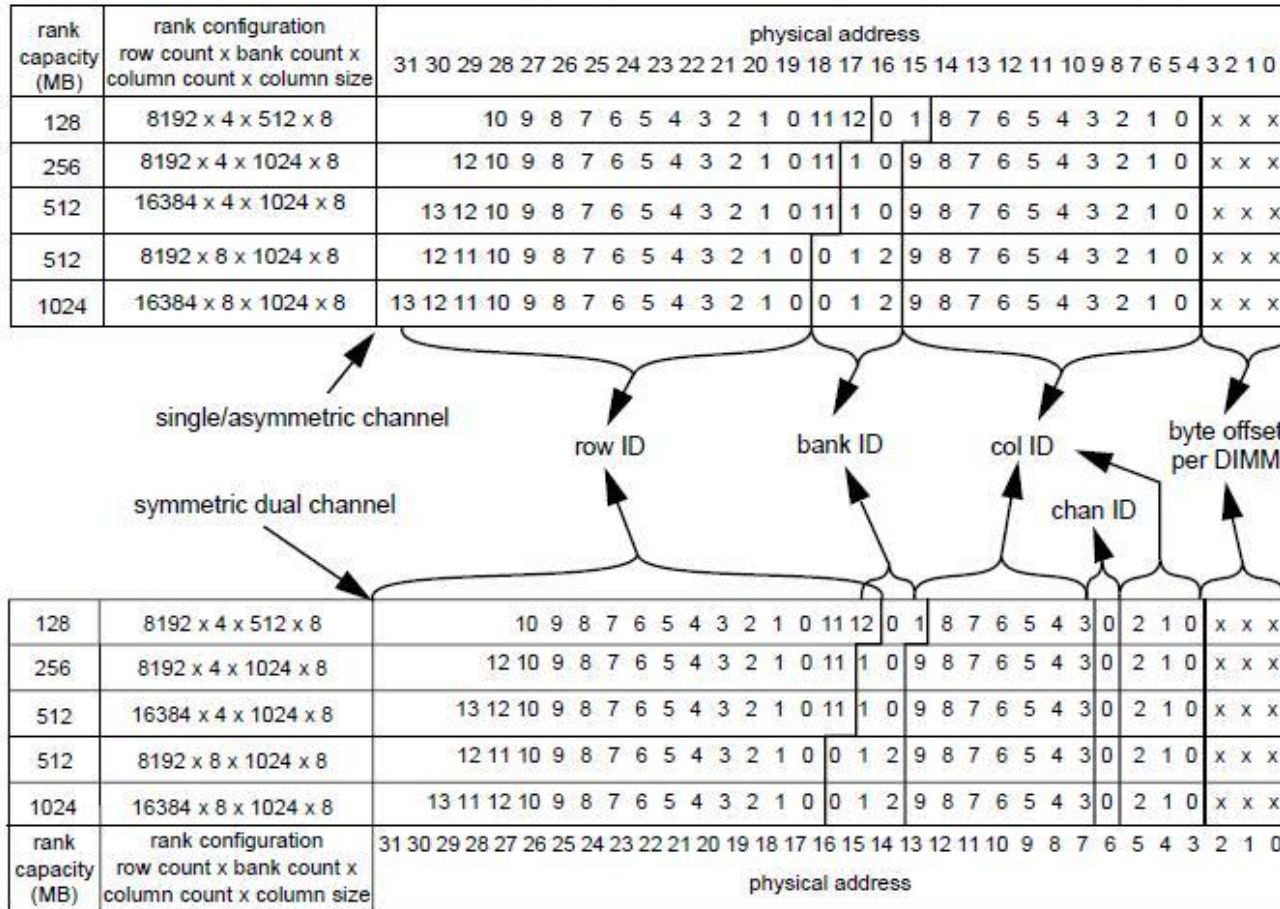 rank capacity (MB)
rank configuration row count x bank count x column count x column size
physical address
31 30 29 28 27 26 25 24 23 22 21 20 19 18 17 16 15 14 13 12 11 10 9 8 7 6 5 4 3 2 1 0
128 8192 x 4 x 512 x 8 10 9 8 7 6 5 4 3 2 1 0 11 12 0 1 8 7 6 5 4 3 2 1 0 x x x
256 8192 x 4 x 1024 x 8 12 10 9 8 7 6 5 4 3 2 1 0 11 1 0 9 8 7 6 5 4 3 2 1 0 x x x
512 16384 x 4 x 1024 x 8 13 12 10 9 8 7 6 5 4 3 2 1 0 11 1 0 9 8 7 6 5 4 3 2 1 0 x x x
512 8192 x 8 x 1024 x 8 12 11 10 9 8 7 6 5 4 3 2 1 0 0 1 2 9 8 7 6 5 4 3 2 1 0 x x x
1024 16384 x 8 x 1024 x 8 13 12 11 10 9 8 7 6 5 4 3 2 1 0 0 1 2 9 8 7 6 5 4 3 2 1 0 x x x
single/asymmetric channel
row ID
bank ID
col ID
byte offset
per DIMM
symmetric dual channel
chan ID
128 8192 x 4 x 512 x 8 10 9 8 7 6 5 4 3 2 1 0 11 12 0 1 8 7 6 5 4 3 0 2 1 0 x x x
256 8192 x 4 x 1024 x 8 12 10 9 8 7 6 5 4 3 2 1 0 11 1 0 9 8 7 6 5 4 3 0 2 1 0 x x x
512 16384 x 4 x 1024 x 8 13 12 10 9 8 7 6 5 4 3 2 1 0 11 1 0 9 8 7 6 5 4 3 0 2 1 0 x x x
512 8192 x 8 x 1024 x 8 12 11 10 9 8 7 6 5 4 3 2 1 0 0 1 2 9 8 7 6 5 4 3 0 2 1 0 x x x
1024 16384 x 8 x 1024 x 8 13 11 12 10 9 8 7 6 5 4 3 2 1 0 0 1 2 9 8 7 6 5 4 3 0 2 1 0 x x x
rank capacity (MB)
rank configuration row count x bank count x column count x column size
31 30 29 28 27 26 25 24 23 22 21 20 19 18 17 16 15 14 13 12 11 10 9 8 7 6 5 4 3 2 1 0
physical address